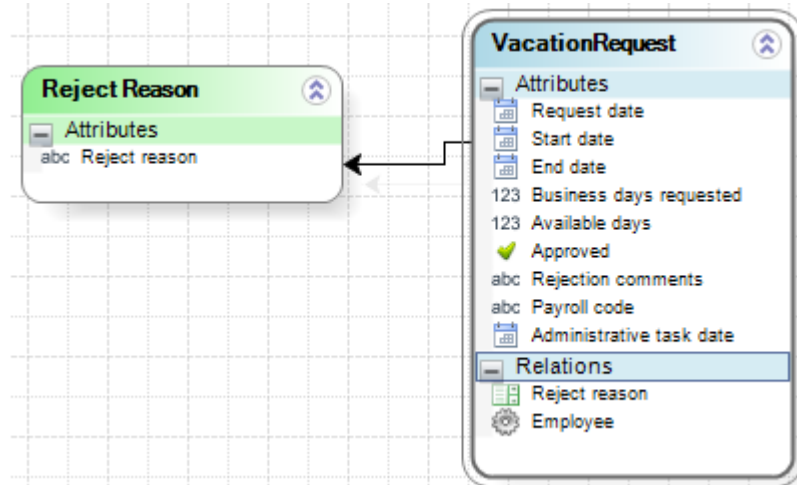 Reject Reason
Attributes
abc Reject reason
VacationRequest
Attributes
Request date
Start date
End date
123 Business days requested
123 Available days
Approved
abc Rejection comments
abc Payroll code
Administrative task date
Relations
Reject reason
Employee